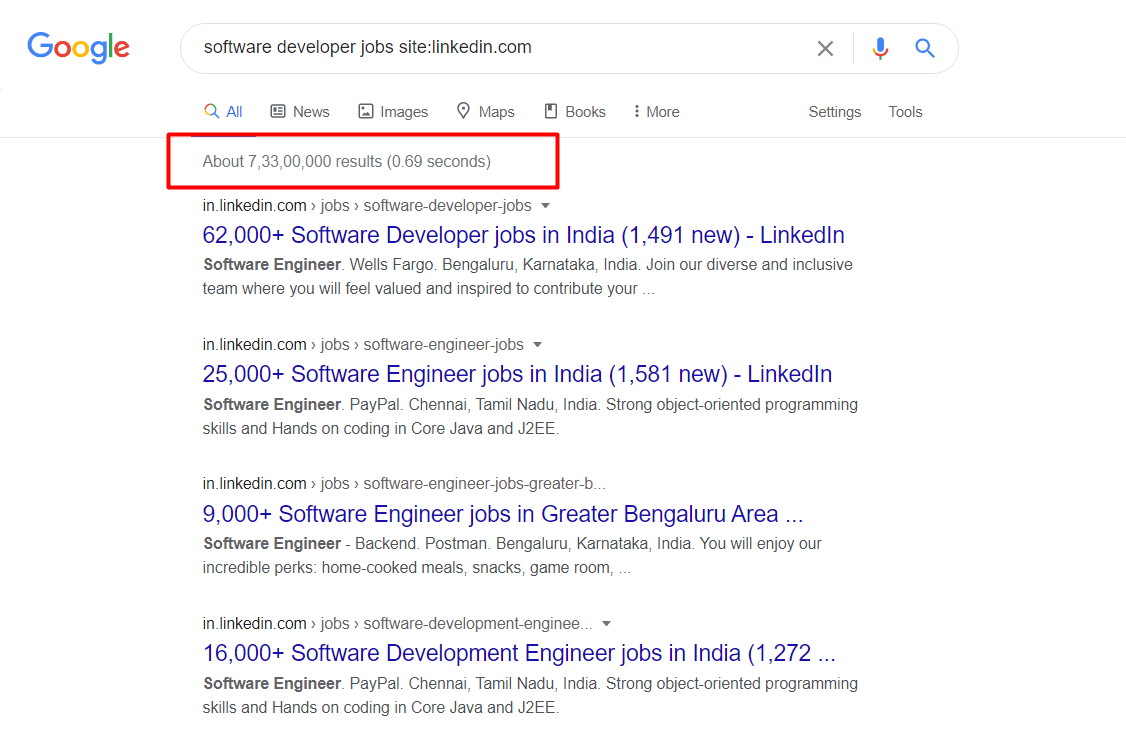 Google
software developer jobs site:linkedin.com
All News Images Maps Books More Settings Tools
About 7,33,00,000 results (0.69 seconds)
in.linkedin.com › jobs › software-developer-jobs
62,000+ Software Developer jobs in India (1,491 new) - LinkedIn
Software Engineer. Wells Fargo. Bengaluru, Karnataka, India. Join our diverse and inclusive
team where you will feel valued and inspired to contribute your ...
in.linkedin.com › jobs › software-engineer-jobs
25,000+ Software Engineer jobs in India (1,581 new) - LinkedIn
Software Engineer. PayPal. Chennai, Tamil Nadu, India. Strong object-oriented programming
skills and Hands on coding in Core Java and J2EE.
in.linkedin.com › jobs › software-engineer-jobs-greater-b...
9,000+ Software Engineer jobs in Greater Bengaluru Area ...
Software Engineer - Backend. Postman. Bengaluru, Karnataka, India. You will enjoy our
incredible perks: home-cooked meals, snacks, game room, ...
in.linkedin.com › jobs › software-development-enginee...
16,000+ Software Development Engineer jobs in India (1,272 ...
Software Engineer. PayPal. Chennai, Tamil Nadu, India. Strong object-oriented programming
skills and Hands on coding in Core Java and J2EE.